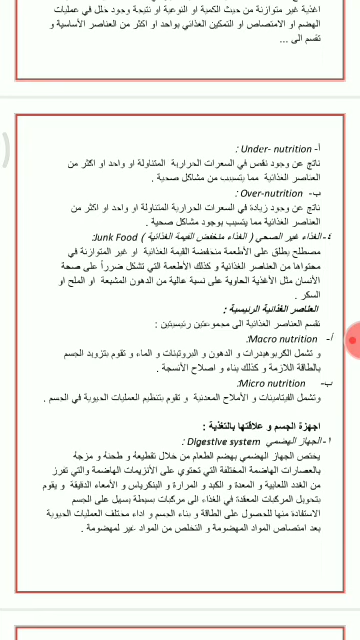 اغذية غير متوازنة من حيث الكمية او النوعية او نتيجة وجود خلل في عمليات
الهضم او الامتصاص او التمكين الغذائي بواحد او اكثر من العناصر الأساسية و
تقسم الى ...
أ- Under- nutrition :
ناتج عن وجود نقص في السعرات الحرارية المتناولة او واحد او اكثر من
العناصر الغذائية مما يتسبب من مشاكل صحية .
ب- Over-nutrition :
ناتج عن وجود زيادة في السعرات الحرارية المتناولة او واحد او اكثر من
العناصر الغذائية مما يتسبب بوجود مشاكل صحية .
٤-الغذاء غير الصحي ( الغذاء منخفض القيمة الغذائية ) Junk Food:
مصطلح يطلق على الأطعمة منخفضة القيمة الغذائية او غير المتوازنة في
محتواها من العناصر الغذائية و كذلك الأطعمة التي تشكل ضرراً على صحة
الأنسان مثل الأغذية الحاوية على نسبة عالية من الدهون المشبعة او الملح او
السكر .
العناصر الغذائية الرئيسية :
تقسم العناصر الغذائية الى مجموعتين رئيسيتين :
أ- Macro nutrition:
و تشمل الكربوهيدرات و الدهون و البروتينات و الماء و تقوم بتزويد الجسم
بالطاقة اللازمة و كذلك بناء و اصلاح الأنسجة .
ب- Micro nutrition:
وتشمل الفيتامينات و الأملاح المعدنية و تقوم بتنظيم العمليات الحيوية في الجسم .
اجهزة الجسم و علاقتها بالتغذية :
١-الجهاز الهضمي Digestive system :
يختص الجهاز الهضمي بهضم الطعام من خلال تقطيعة و طحنة و مزجة
بالعصارات الهاضمة المختلفة التي تحتوي على الأنزيمات الهاضمة والتي تفرز
من الغدد اللعابية و المعدة و الكبد و المرارة و البنكرياس و الأمعاء الدقيقة و يقوم
بتحويل المركبات المعقدة في الغذاء الى مركبات بسيطة يسهل على الجسم
الاستفادة منها للحصول على الطاقة و بناء الجسم و اداء مختلف العمليات الحيوية
بعد امتصاص المواد المهضومة و التخلص من المواد غير المهضومة .